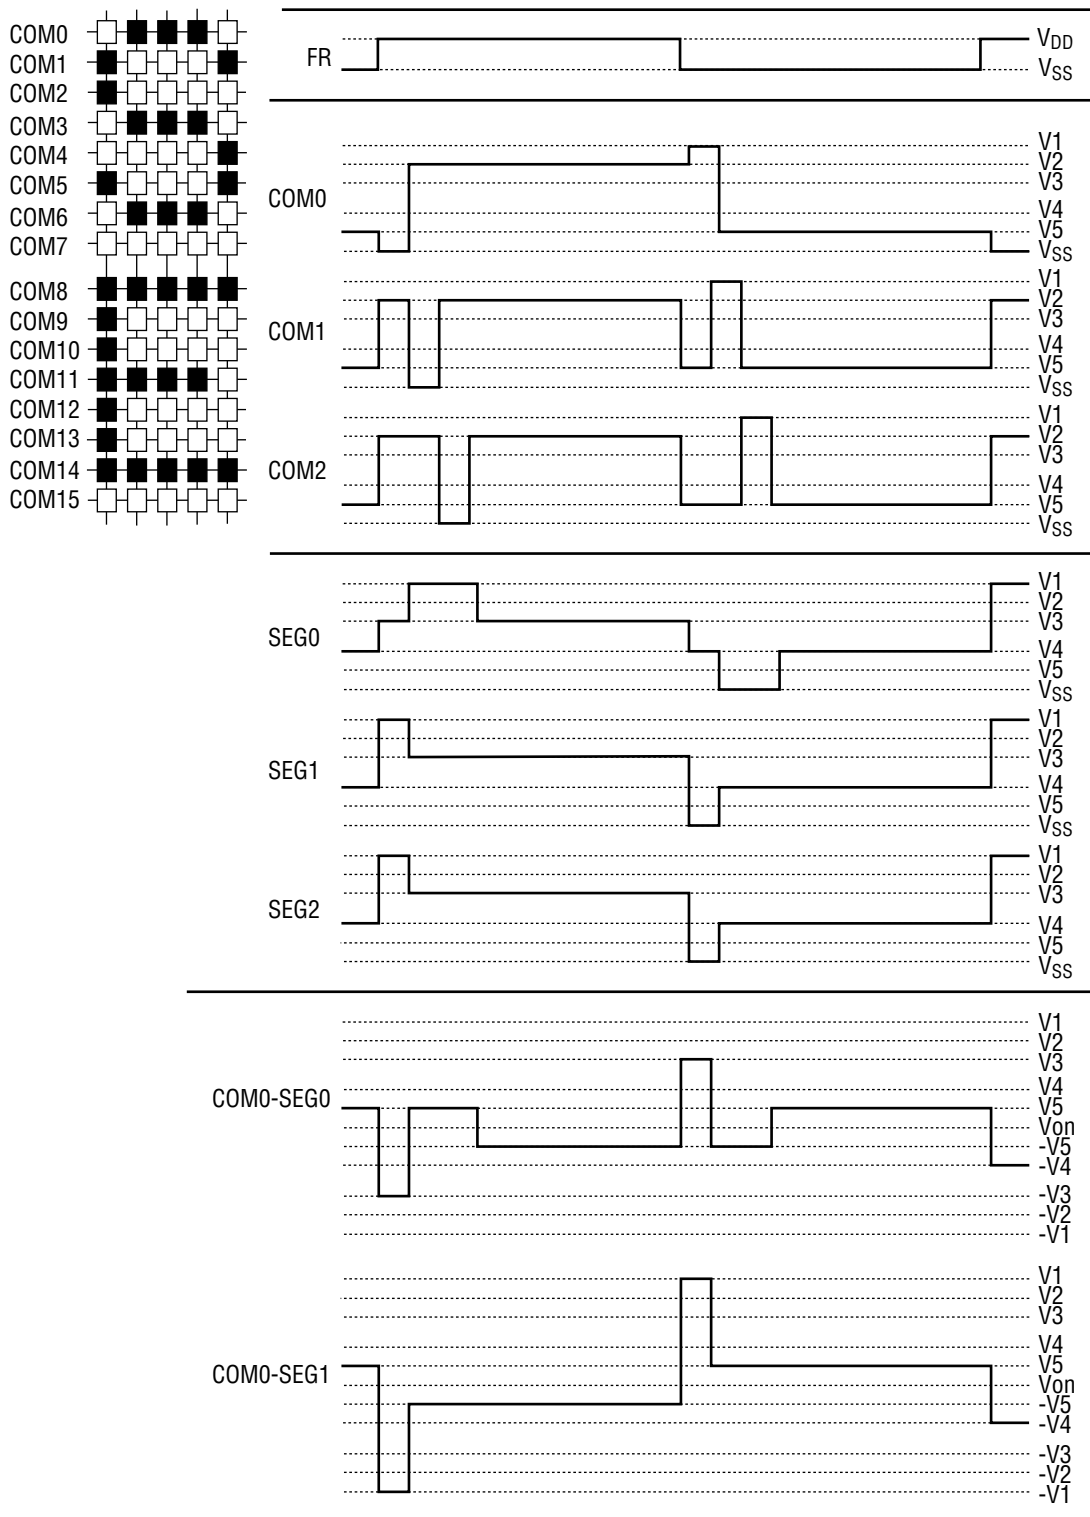 COM0
COM1
COM2
COM3
COM4
COM5
COM6
COM7
COM8
COM9
COM10
COM11
COM12
COM13
COM14
COM15
FR
VDD
VSS
COM0
V1
V2
V3
V4
V5
VSS
COM1
V1
V2
V3
V4
V5
VSS
COM2
V1
V2
V3
V4
V5
VSS
SEG0
V1
V2
V3
V4
V5
VSS
SEG1
V1
V2
V3
V4
V5
VSS
SEG2
V1
V2
V3
V4
V5
VSS
COM0-SEG0
V1
V2
V3
V4
V5
Von
-V5
-V4
-V3
-V2
-V1
COM0-SEG1
V1
V2
V3
V4
V5
Von
-V5
-V4
-V3
-V2
-V1